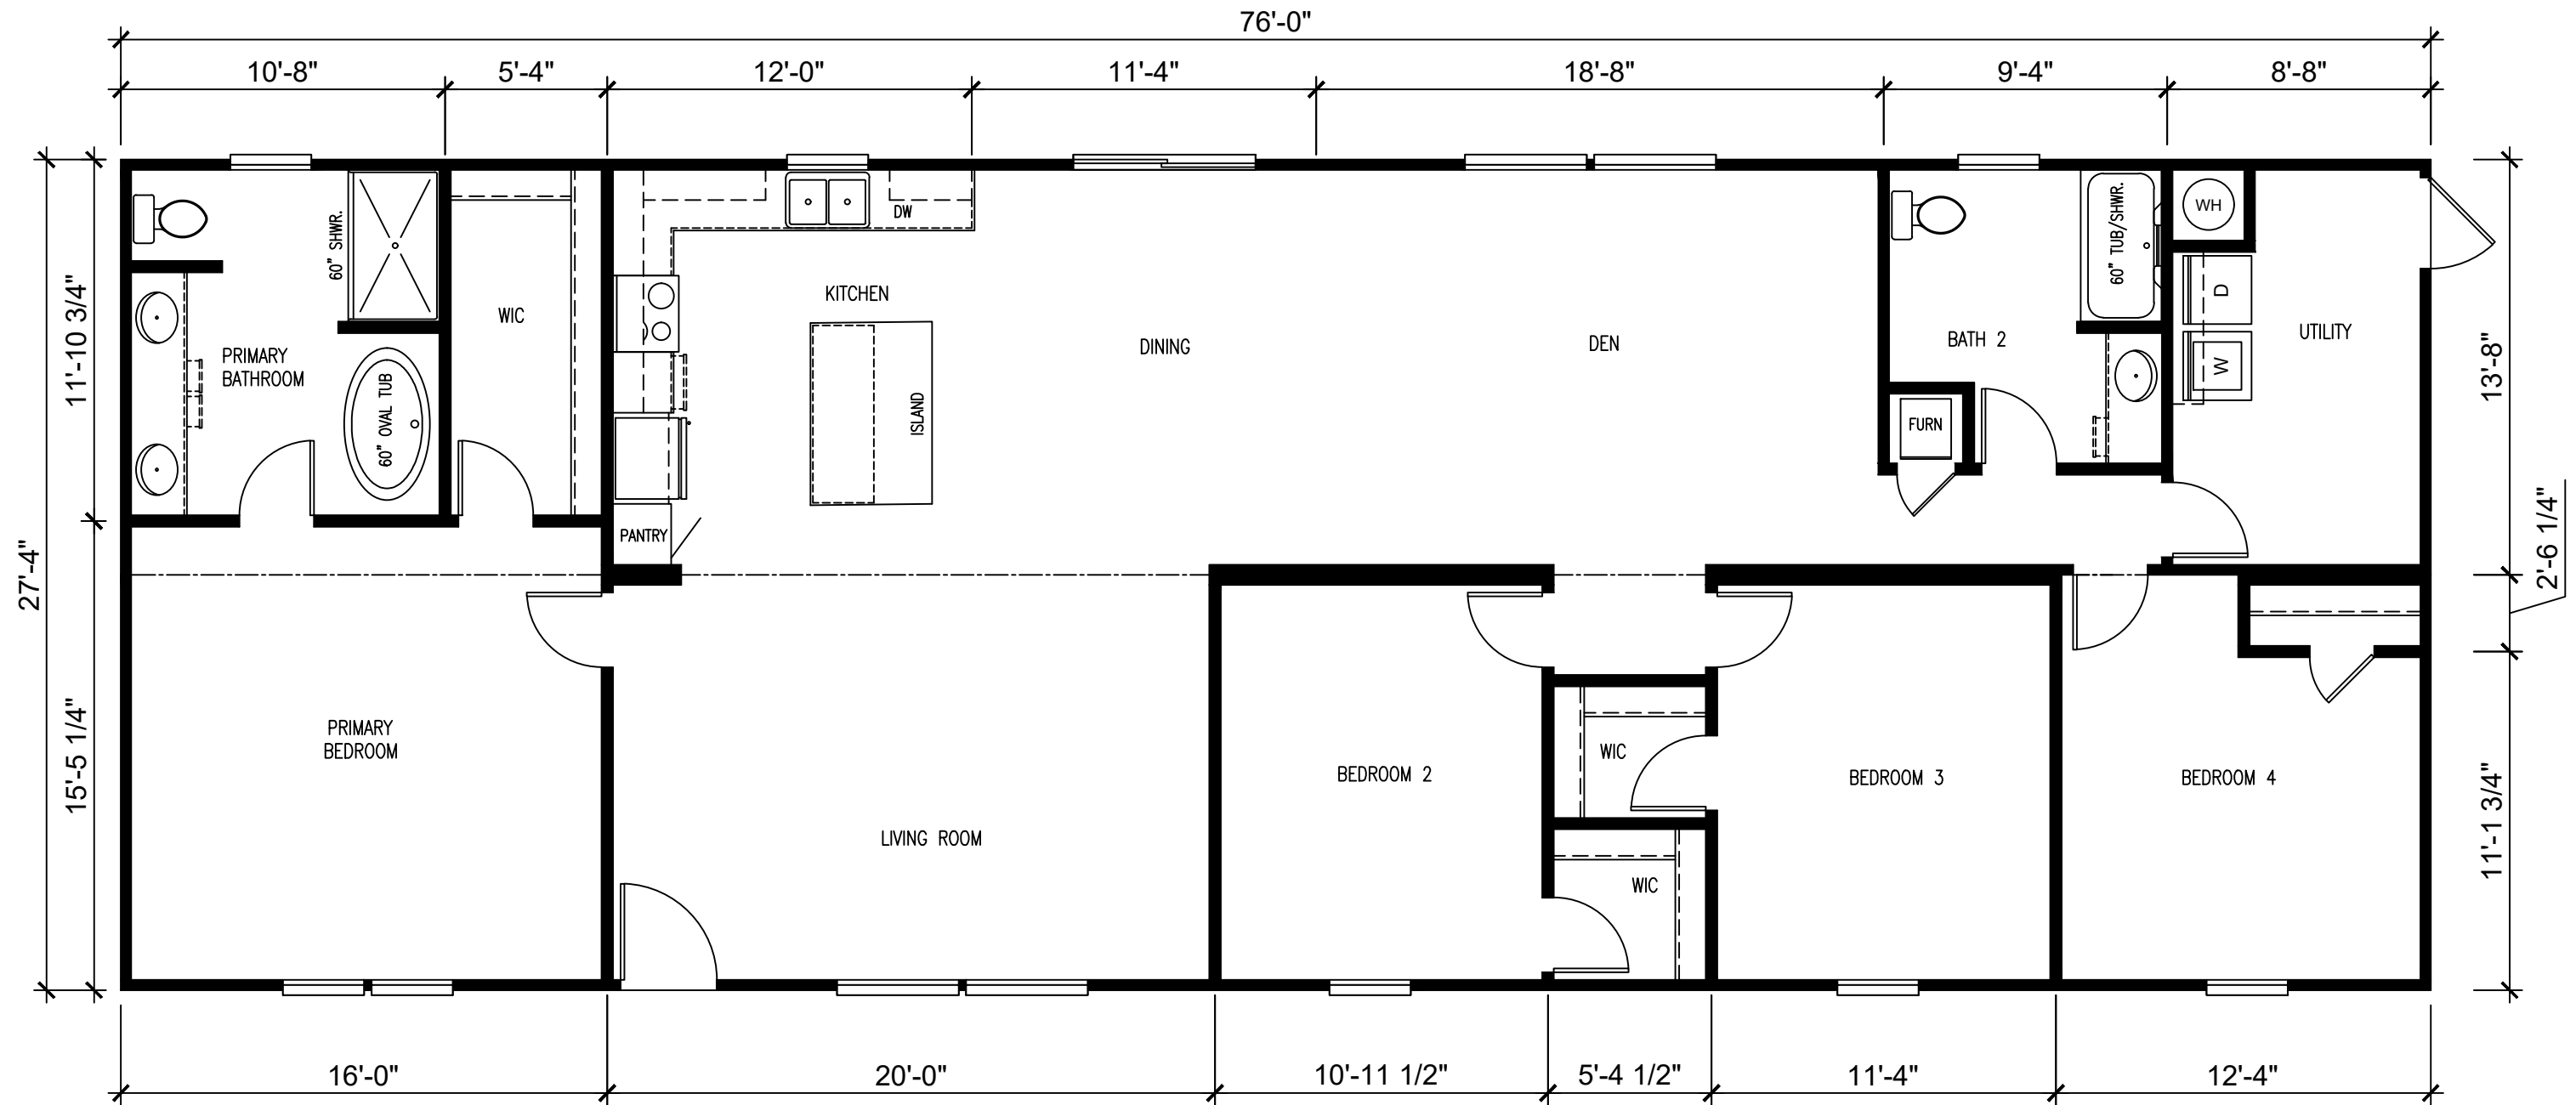 76'-0"
10'-8"
5'-4"
12'-0"
11'-4"
18'-8"
9'-4"
8'-8"
27'-4"
11'-10 3/4"
15'-5 1/4"
60" SHWR.
PRIMARY
BATHROOM
60" OVAL TUB
WIC
DW
KITCHEN
ISLAND
PANTRY
DINING
DEN
BATH 2
60" TUB/SHWR.
FURN
WH
D
W
UTILITY
13'-8"
2'-6 1/4"
11'-1 3/4"
PRIMARY
BEDROOM
LIVING ROOM
BEDROOM 2
WIC
WIC
BEDROOM 3
BEDROOM 4
16'-0"
20'-0"
10'-11 1/2"
5'-4 1/2"
11'-4"
12'-4"